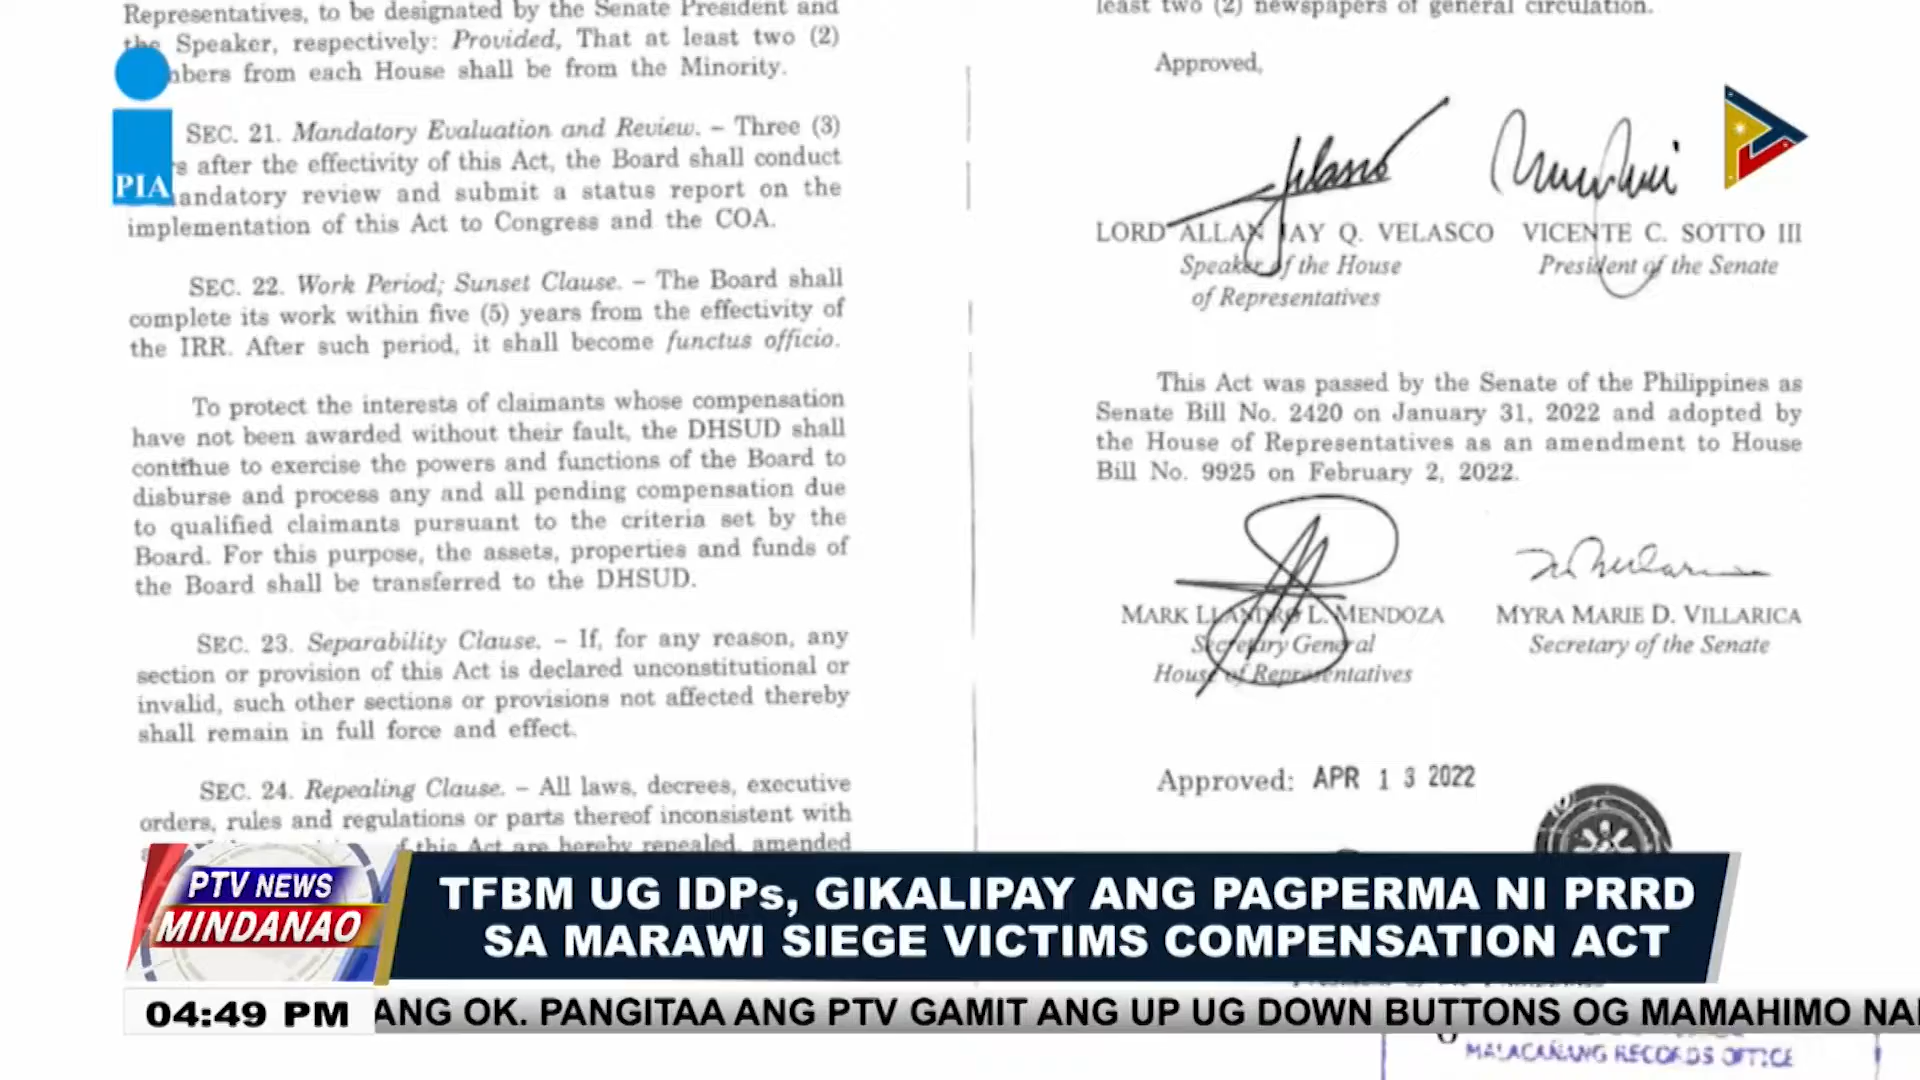 Representatives, to be designated by the Senate President and
the Speaker, respectively: Provided, That at least two (2)
mbers from each House shall be from the Minority.
SEC. 21. Mandatory Evaluation and Review. – Three (3)
s after the effectivity of this Act, the Board shall conduct
mandatory review and submit a status report on the
implementation of this Act to Congress and the COA.
SEC. 22. Work Period; Sunset Clause. – The Board shall
complete its work within five (5) years from the effectivity of
the IRR. After such period, it shall become functus officio.
To protect the interests of claimants whose compensation
have not been awarded without their fault, the DHSUD shall
continue to exercise the powers and functions of the Board to
disburse and process any and all pending compensation due
to qualified claimants pursuant to the criteria set by the
Board. For this purpose, the assets, properties and funds of
the Board shall be transferred to the DHSUD.
SEC. 23. Separability Clause. – If, for any reason, any
section or provision of this Act is declared unconstitutional or
invalid, such other sections or provisions not affected thereby
shall remain in full force and effect.
SEC. 24. Repealing Clause. – All laws, decrees, executive
orders, rules and regulations or parts thereof inconsistent with
this Act are hereby repealed, amended
PIA
least two (2) newspapers of general circulation.
Approved,
LORD ALLAN JAY Q. VELASCO
Speaker of the House
of Representatives
VICENTE C. SOTTO III
President of the Senate
This Act was passed by the Senate of the Philippines as
Senate Bill No. 2420 on January 31, 2022 and adopted by
the House of Representatives as an amendment to House
Bill No. 9925 on February 2, 2022.
MARK LLANDRO L. MENDOZA
Secretary General
House of Representatives
MYRA MARIE D. VILLARICA
Secretary of the Senate
Approved: APR 13 2022
PTV NEWS
MINDANAO
TFBM UG IDPs, GIKALIPAY ANG PAGPERMA NI PRRD
SA MARAWI SIEGE VICTIMS COMPENSATION ACT
04:49 PM
ANG OK. PANGITAA ANG PTV GAMIT ANG UP UG DOWN BUTTONS OG MAMAHIMO NA
MALACAÑANG RECORDS OFFICE